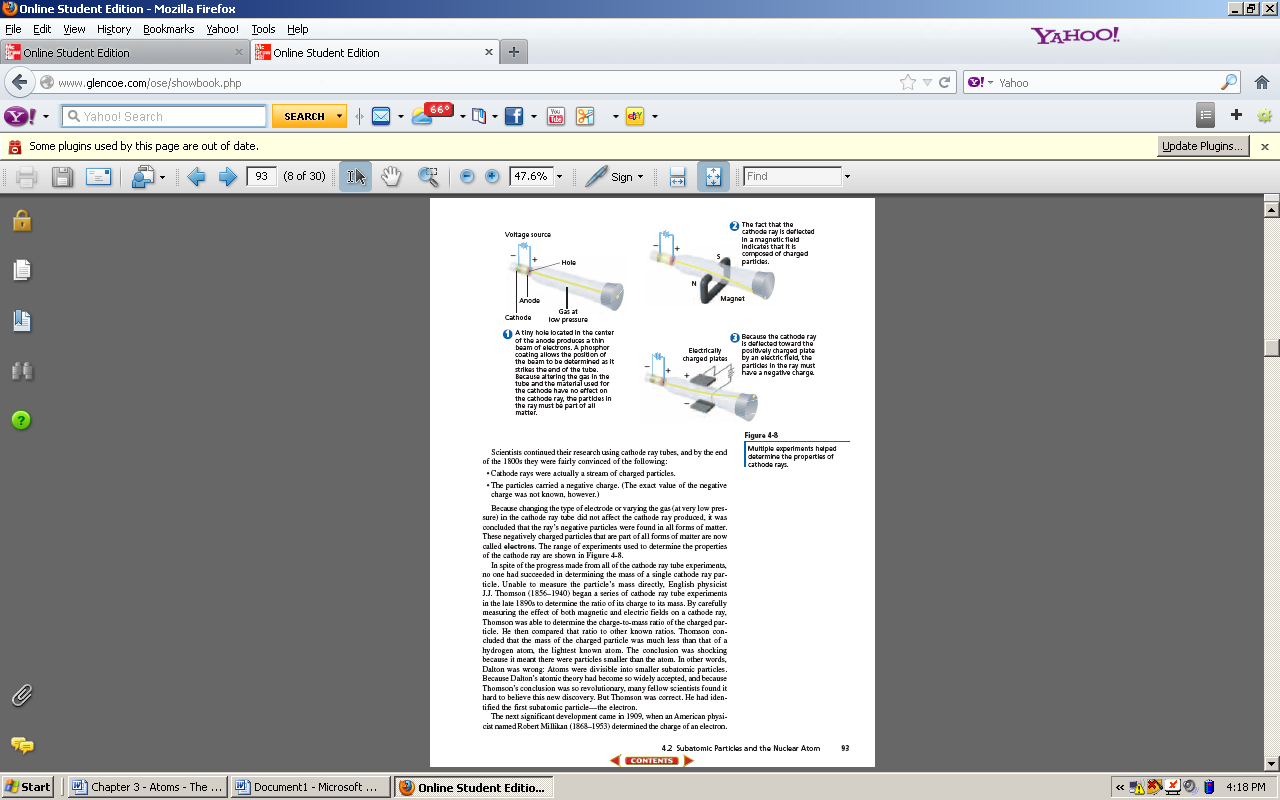 Online Student Edition - Mozilla Firefox
File Edit View History Bookmarks Yahoo! Tools Help
Online Student Edition
Online Student Edition
YAHOO!
www.glencoe.com/ose/showbook.php
Yahoo
Yahoo! Search
SEARCH
66°
Some plugins used by this page are out of date.
Update Plugins...
93 (8 of 30)
47.6%
Sign
Find
Voltage source
Hole
Anode
Cathode
Gas at
low pressure
1 A tiny hole located in the center
of the anode produces a thin
beam of electrons. A phosphor
coating allows the position of
the beam to be determined as it
strikes the end of the tube.
Because altering the gas in the
tube and the material used for
the cathode have no effect on
the cathode ray, the particles in
the ray must be part of all
matter.
2 The fact that the
cathode ray is deflected
in a magnetic field
indicates that it is
composed of charged
particles.
S
N
Magnet
3 Because the cathode ray
is deflected toward the
positively charged plate
by an electric field, the
particles in the ray must
have a negative charge.
Electrically
charged plates
Figure 4-8
Multiple experiments helped
determine the properties of
cathode rays.
Scientists continued their research using cathode ray tubes, and by the end
of the 1800s they were fairly convinced of the following:
• Cathode rays were actually a stream of charged particles.
• The particles carried a negative charge. (The exact value of the negative
charge was not known, however.)
Because changing the type of electrode or varying the gas (at very low pres-
sure) in the cathode ray tube did not affect the cathode ray produced, it was
concluded that the ray's negative particles were found in all forms of matter.
These negatively charged particles that are part of all forms of matter are now
called electrons. The range of experiments used to determine the properties
of the cathode ray are shown in Figure 4-8.
In spite of the progress made from all of the cathode ray tube experiments,
no one had succeeded in determining the mass of a single cathode ray par-
ticle. Unable to measure the particle's mass directly, English physicist
J.J. Thomson (1856–1940) began a series of cathode ray tube experiments
in the late 1890s to determine the ratio of its charge to its mass. By carefully
measuring the effect of both magnetic and electric fields on a cathode ray,
Thomson was able to determine the charge-to-mass ratio of the charged par-
ticle. He then compared that ratio to other known ratios. Thomson con-
cluded that the mass of the charged particle was much less than that of a
hydrogen atom, the lightest known atom. The conclusion was shocking
because it meant there were particles smaller than the atom. In other words,
Dalton was wrong: Atoms were divisible into smaller subatomic particles.
Because Dalton's atomic theory had become so widely accepted, and because
Thomson's conclusion was so revolutionary, many fellow scientists found it
hard to believe this new discovery. But Thomson was correct. He had iden-
tified the first subatomic particle—the electron.
The next significant development came in 1909, when an American physi-
cist named Robert Millikan (1868–1953) determined the charge of an electron.
4.2 Subatomic Particles and the Nuclear Atom 93
CONTENTS
Start
Chapter 3 - Atoms - The ...
Document1 - Microsoft ...
Online Student Editio...
4:18 PM